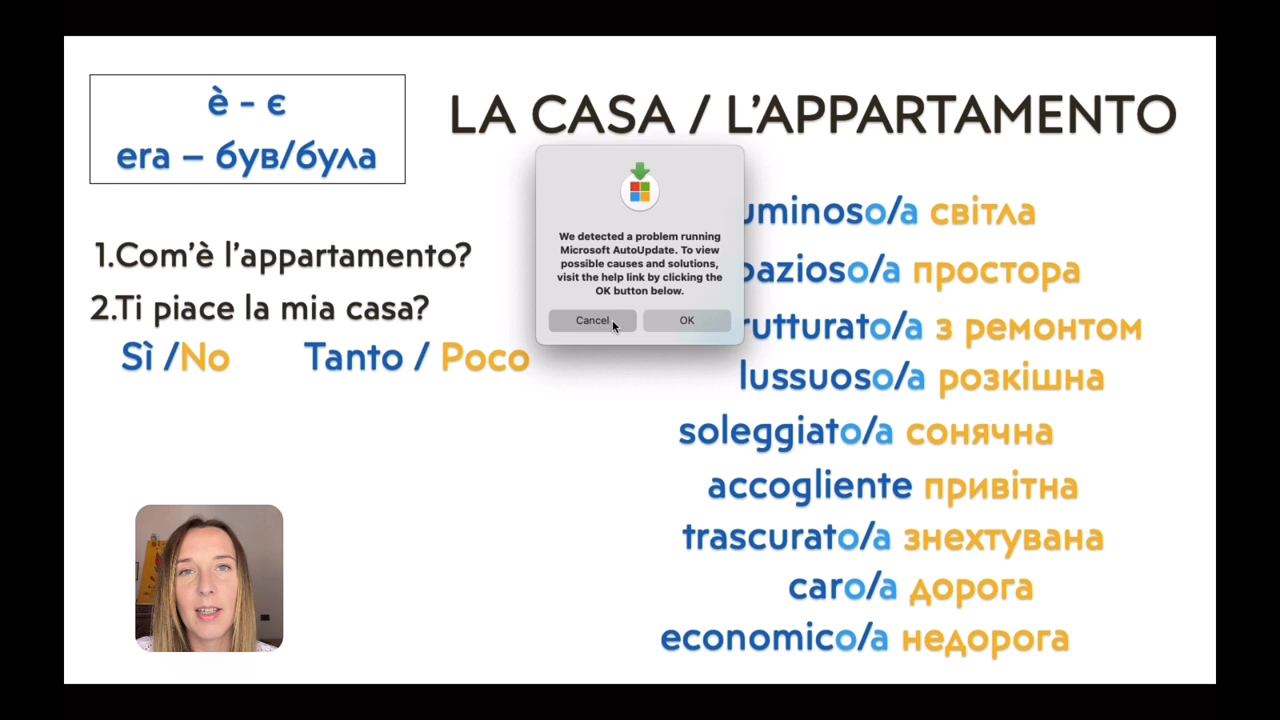 è - є
era – був/була
LA CASA / L'APPARTAMENTO
1.Com'è l'appartamento?
2.Ti piace la mia casa?
Sì /No Tanto / Poco
We detected a problem running
Microsoft AutoUpdate. To view
possible causes and solutions,
visit the help link by clicking the
OK button below.
Cancel OK
uminoso/a світла
pazioso/a простора
rutturato/a з ремонтом
lussuoso/a розкішна
soleggiato/a сонячна
accogliente привітна
trascurato/a знехтувана
caro/a дорога
economico/a недорога